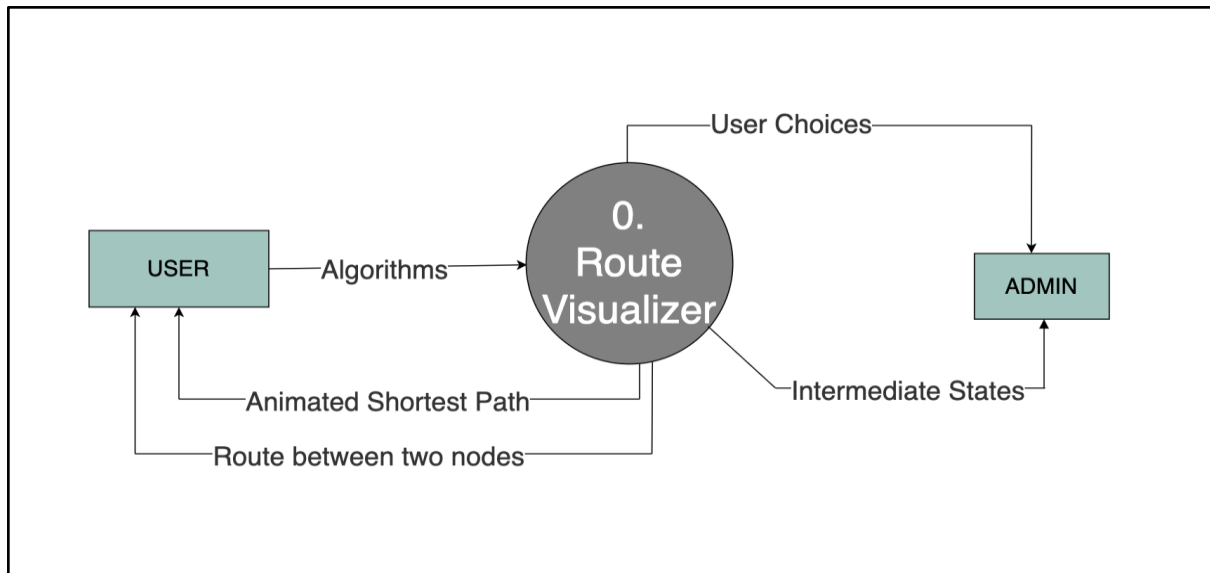 User Choices
0.
Route
Visualizer
USER
Algorithms
ADMIN
Animated Shortest Path
Intermediate States
Route between two nodes